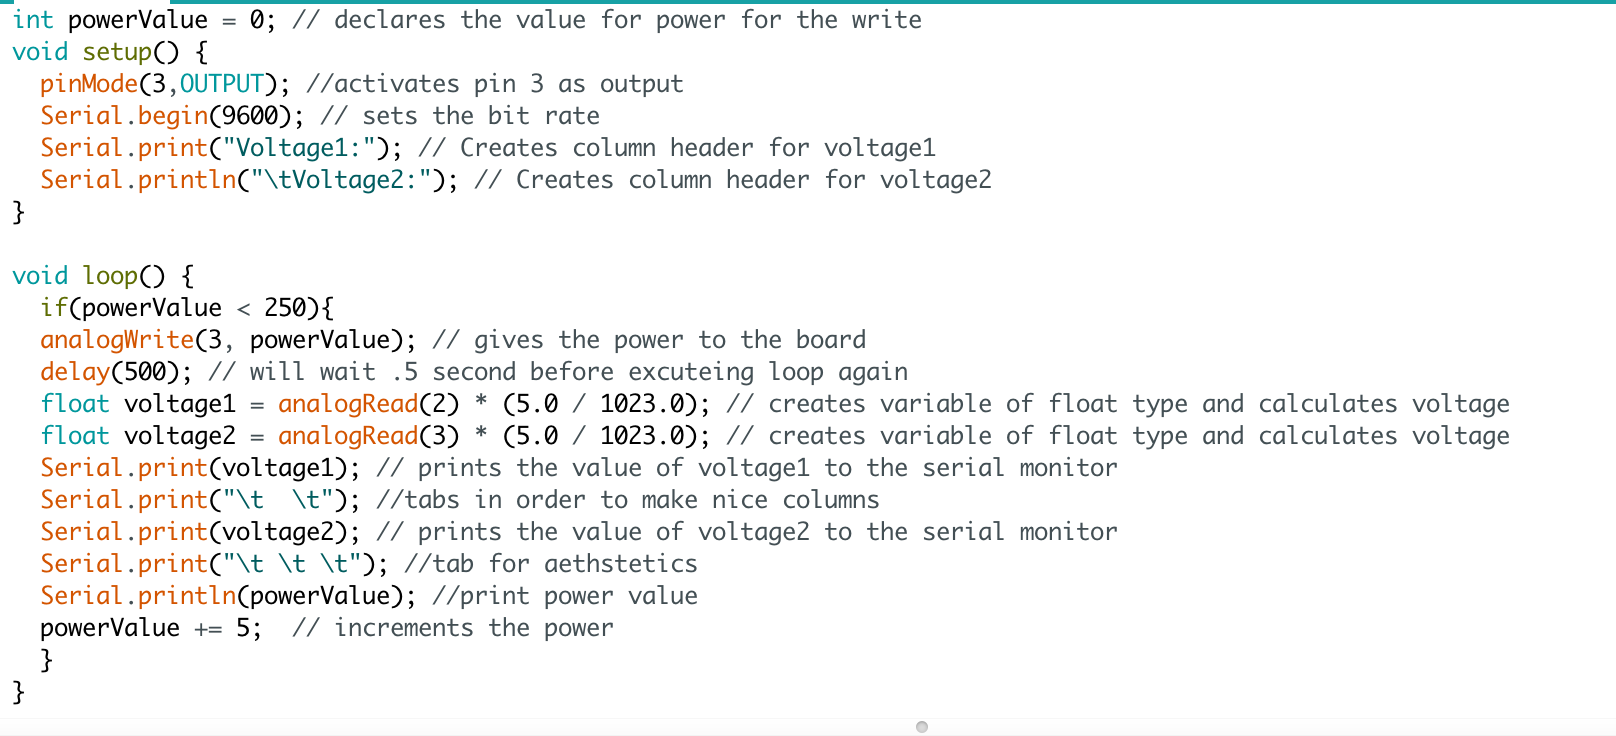 int powerValue = 0; // declares the value for power for the write
void setup() {
  pinMode(3,OUTPUT); //activates pin 3 as output
  Serial.begin(9600); // sets the bit rate
  Serial.print("Voltage1:"); // Creates column header for voltage1
  Serial.println("\tVoltage2:"); // Creates column header for voltage2
}

void loop() {
  if(powerValue < 250){
  analogWrite(3, powerValue); // gives the power to the board
  delay(500); // will wait .5 second before excuteing loop again
  float voltage1 = analogRead(2) * (5.0 / 1023.0); // creates variable of float type and calculates voltage
  float voltage2 = analogRead(3) * (5.0 / 1023.0); // creates variable of float type and calculates voltage
  Serial.print(voltage1); // prints the value of voltage1 to the serial monitor
  Serial.print("\t  \t"); //tabs in order to make nice columns
  Serial.print(voltage2); // prints the value of voltage2 to the serial monitor
  Serial.print("\t \t \t"); //tab for aethstetics
  Serial.println(powerValue); //print power value
  powerValue += 5;  // increments the power
  }
}